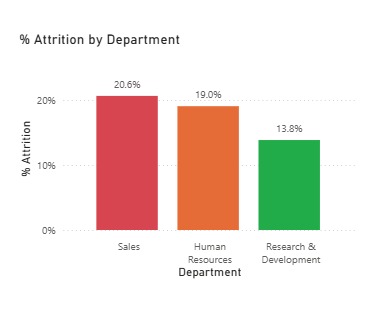 % Attrition by Department
20.6%
19.0%
13.8%
20%
10%
0%
% Attrition
Sales
Human
Resources
Research &
Development
Department